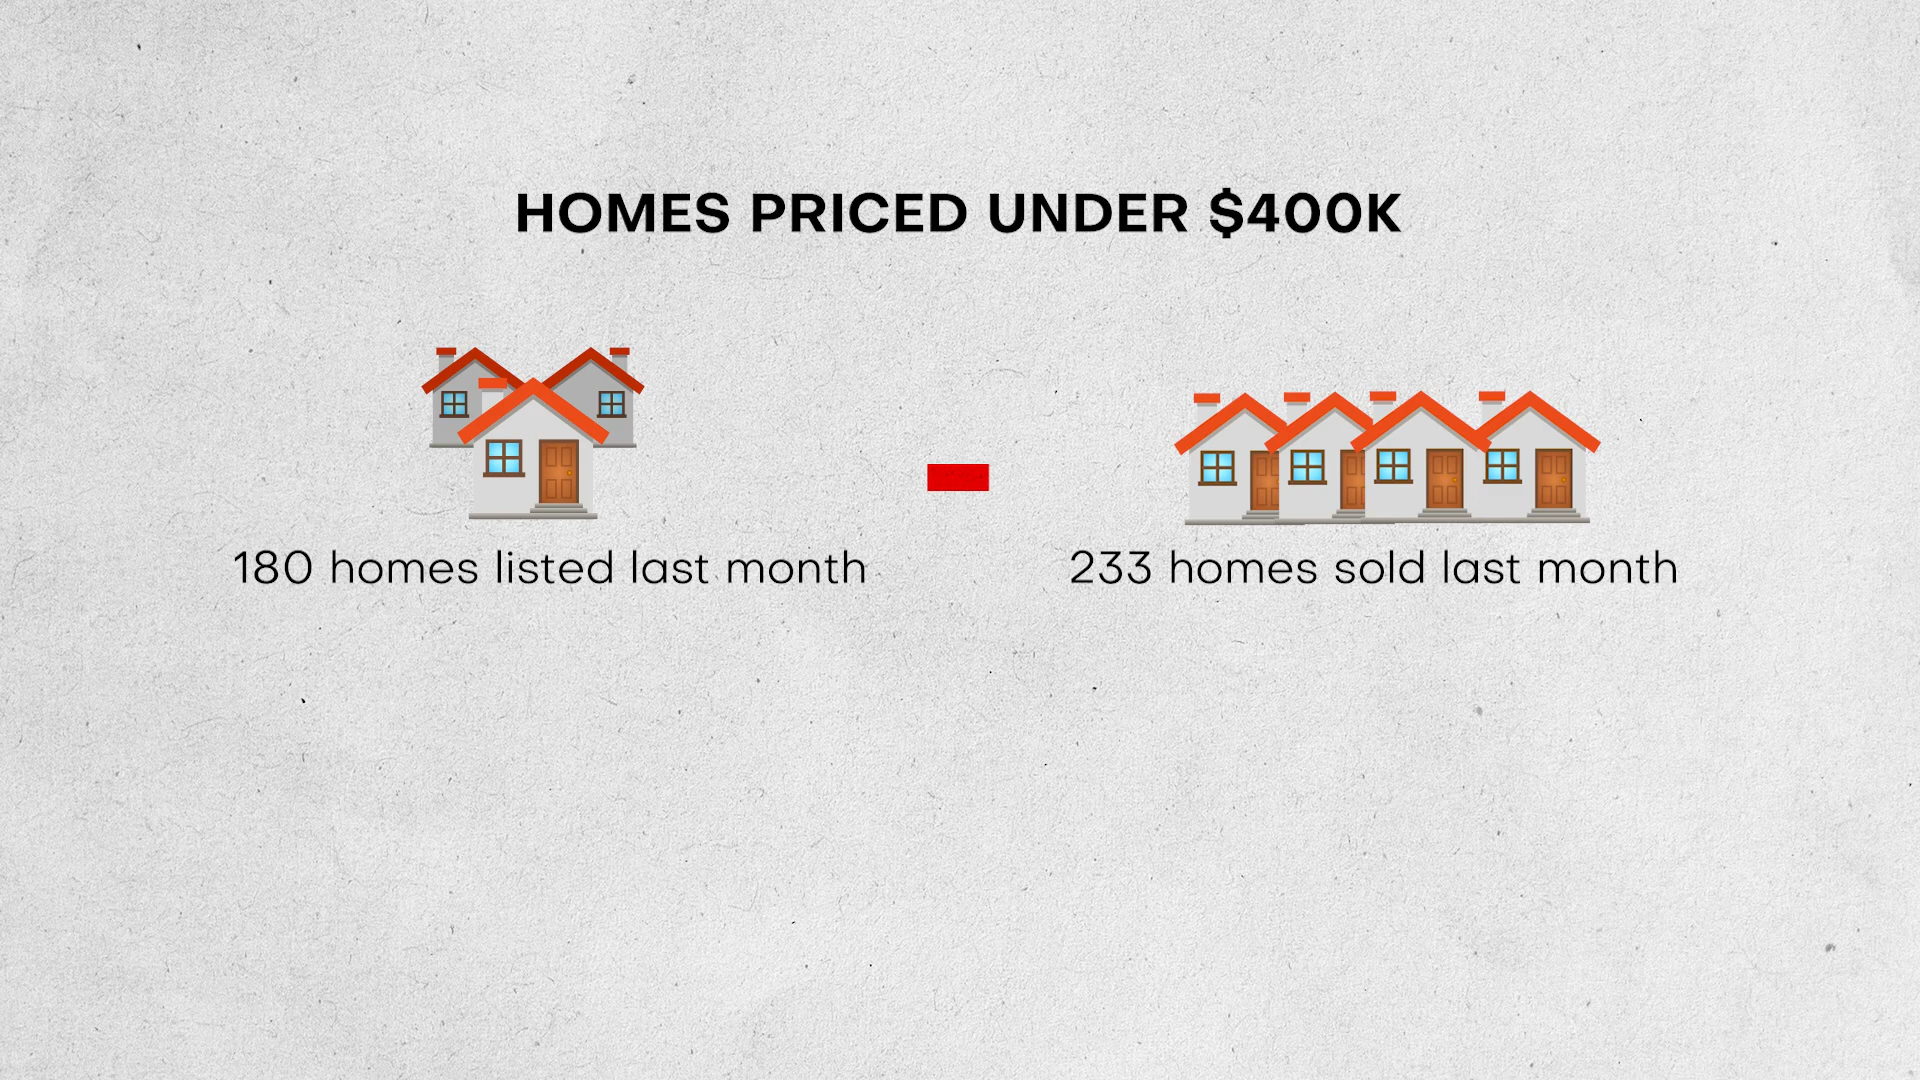 HOMES PRICED UNDER $400K
180 homes listed last month
233 homes sold last month